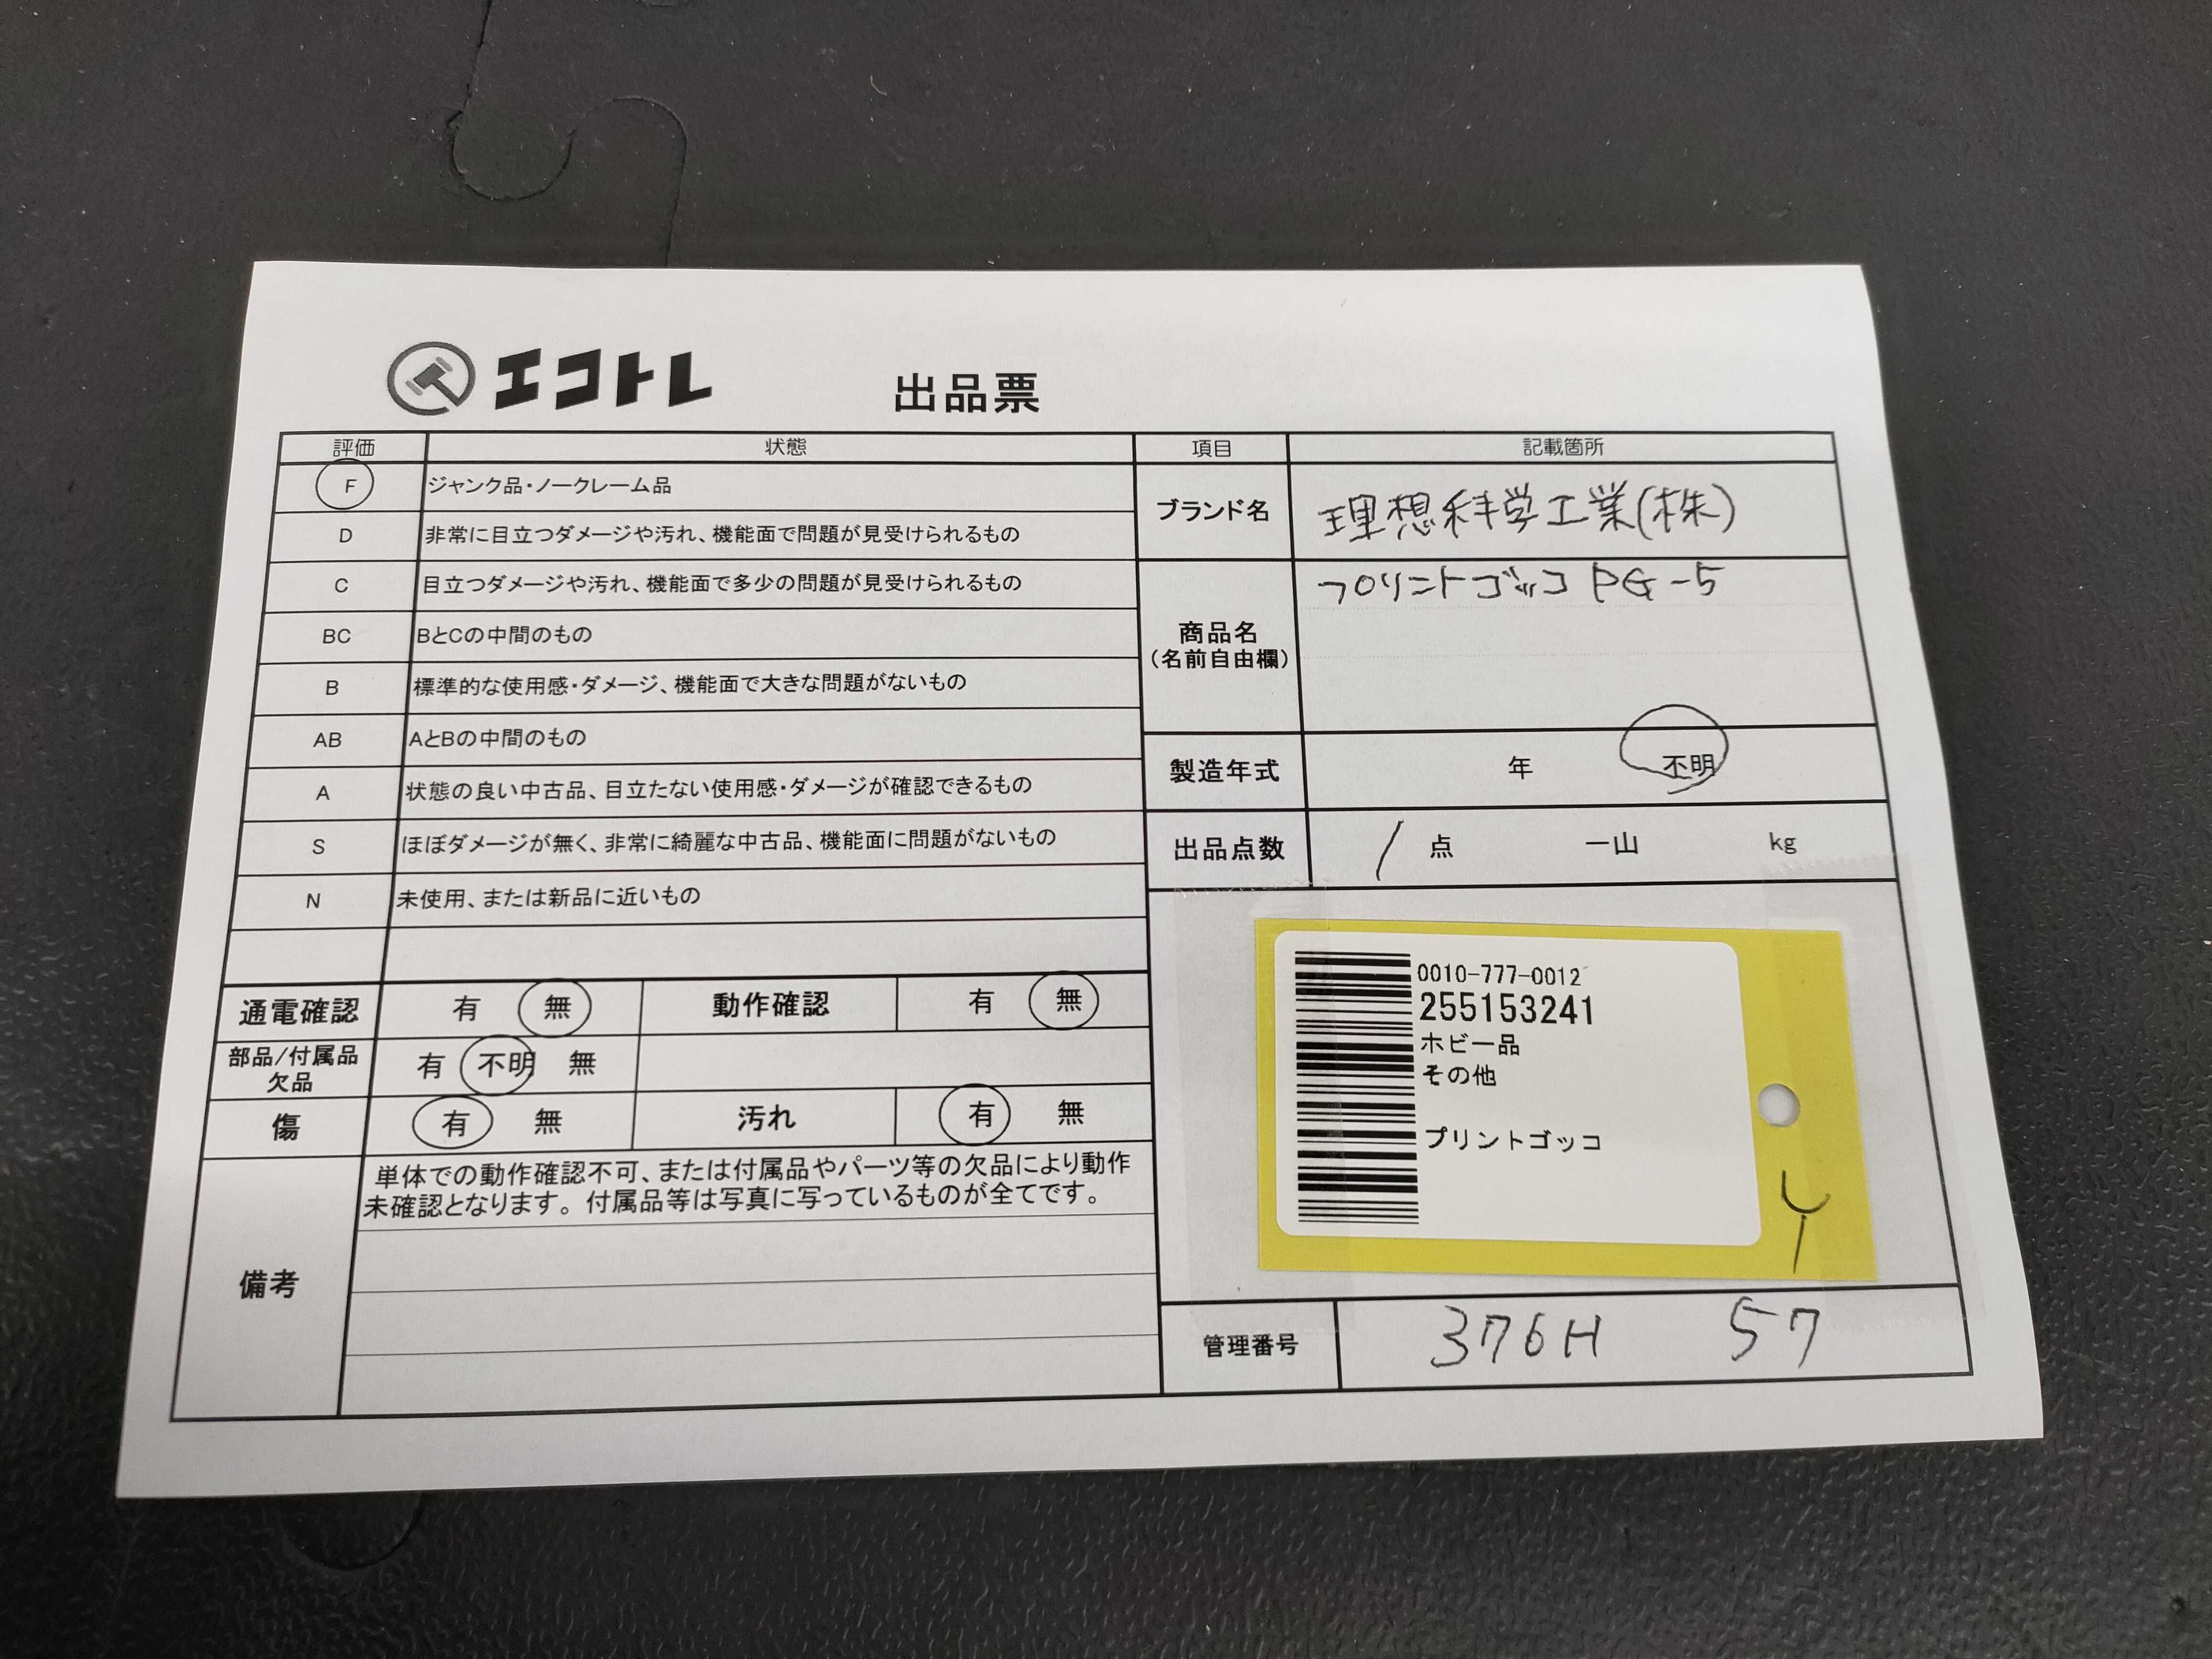 エコトレ
出品票
評価 状態
F ジャンク品・ノークレーム品
D 非常に目立つダメージや汚れ、機能面で問題が見受けられるもの
C 目立つダメージや汚れ、機能面で多少の問題が見受けられるもの
BC BとCの中間のもの
B 標準的な使用感・ダメージ、機能面で大きな問題がないもの
AB AとBの中間のもの
A 状態の良い中古品、目立たない使用感・ダメージが確認できるもの
S ほぼダメージが無く、非常に綺麗な中古品、機能面に問題がないもの
N 未使用、または新品に近いもの
通電確認 有 無 動作確認 有 無
部品/付属品
欠品
有 不明 無
傷 有 無 汚れ 有 無
備考
単体での動作確認不可、または付属品やパーツ等の欠品により動作
未確認となります。付属品等は写真に写っているものが全てです。
項目 記載箇所
ブランド名 理想科学工業(株)
商品名
(名前自由欄)
プリントゴッコ PG-5
製造年式 年 不明
出品点数 1 点 一山 kg
0010-777-0012
255153241
ホビー品
その他
プリントゴッコ
管理番号 376H 57